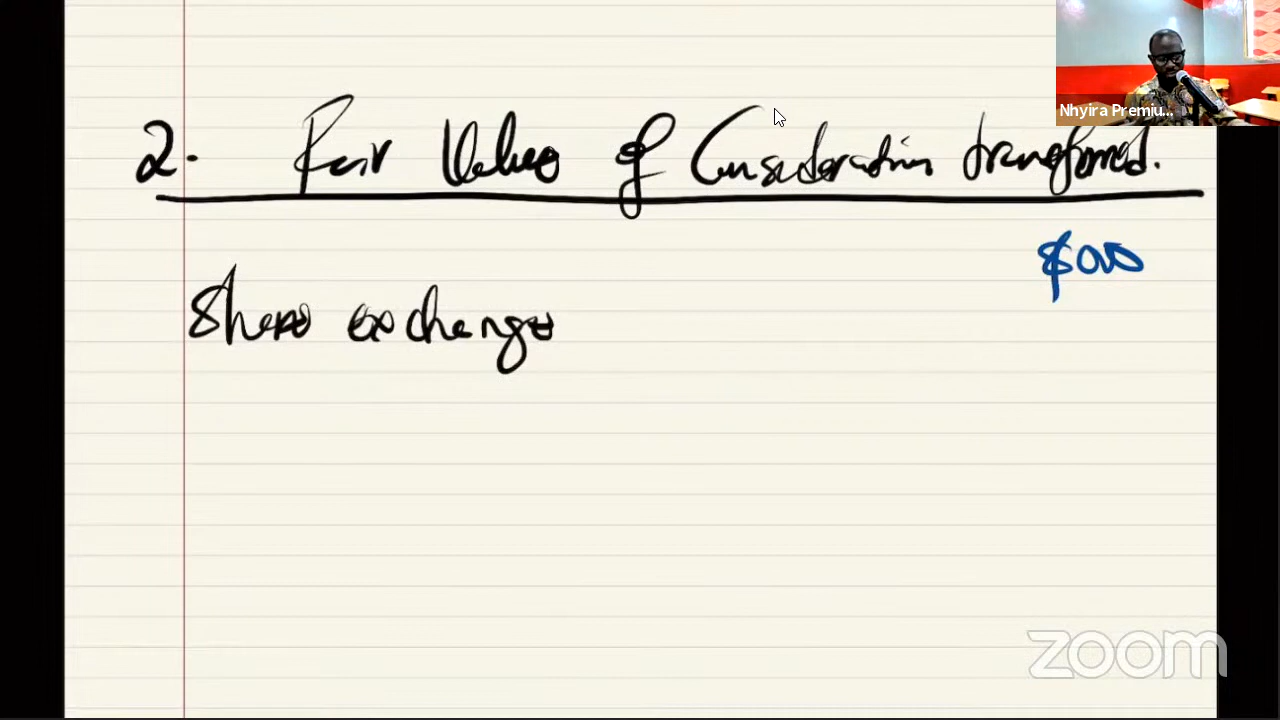 2. Fair Value of Consideration transferred.
$000
Share exchange
Nhyira Premiu...
zoom